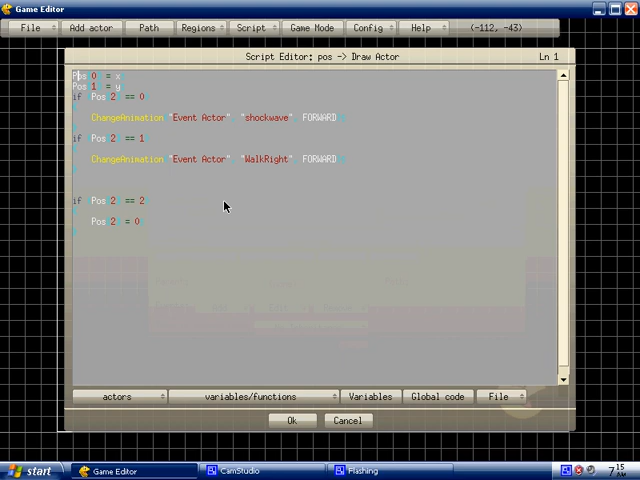 Game Editor
File Add actor Path Regions Script Game Mode Config Help (-112, -43)
Script Editor: pos -> Draw Actor Ln 1
Pos[0] = x;
Pos[1] = y;
if (Pos[2] == 0)
{
ChangeAnimation("Event Actor", "shockwave", FORWARD);
}
if (Pos[2] == 1)
{
ChangeAnimation("Event Actor", "WalkRight", FORWARD);
}
if (Pos[2] == 2)
{
Pos[2] = 0;
}
actors variables/functions Variables Global code File
Ok Cancel
start Game Editor CamStudio Flashing 7 15 AM